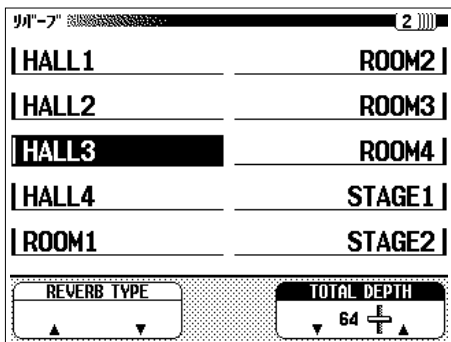 リバーブ 2
HALL1 ROOM2
HALL2 ROOM3
HALL3 ROOM4
HALL4 STAGE1
ROOM1 STAGE2
REVERB TYPE TOTAL DEPTH
▲ ▼ ▼ 64 ▲